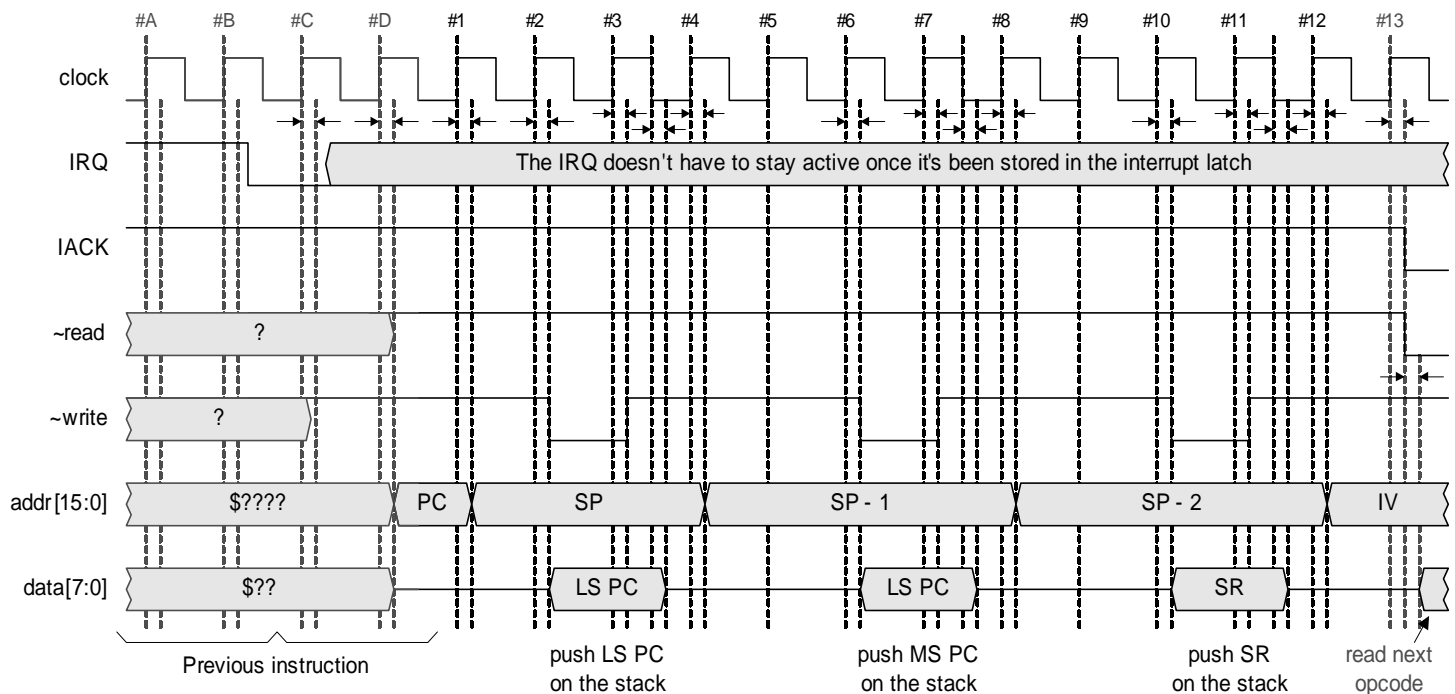 #A #B #C #D #1 #2 #3 #4 #5 #6 #7 #8 #9 #10 #11 #12 #13
clock
IRQ The IRQ doesn't have to stay active once it's been stored in the interrupt latch
IACK
~read ?
~write ?
addr[15:0] $???? PC SP SP - 1 SP - 2 IV
data[7:0] $?? LS PC LS PC SR
Previous instruction
push LS PC
on the stack
push MS PC
on the stack
push SR
on the stack
read next
opcode